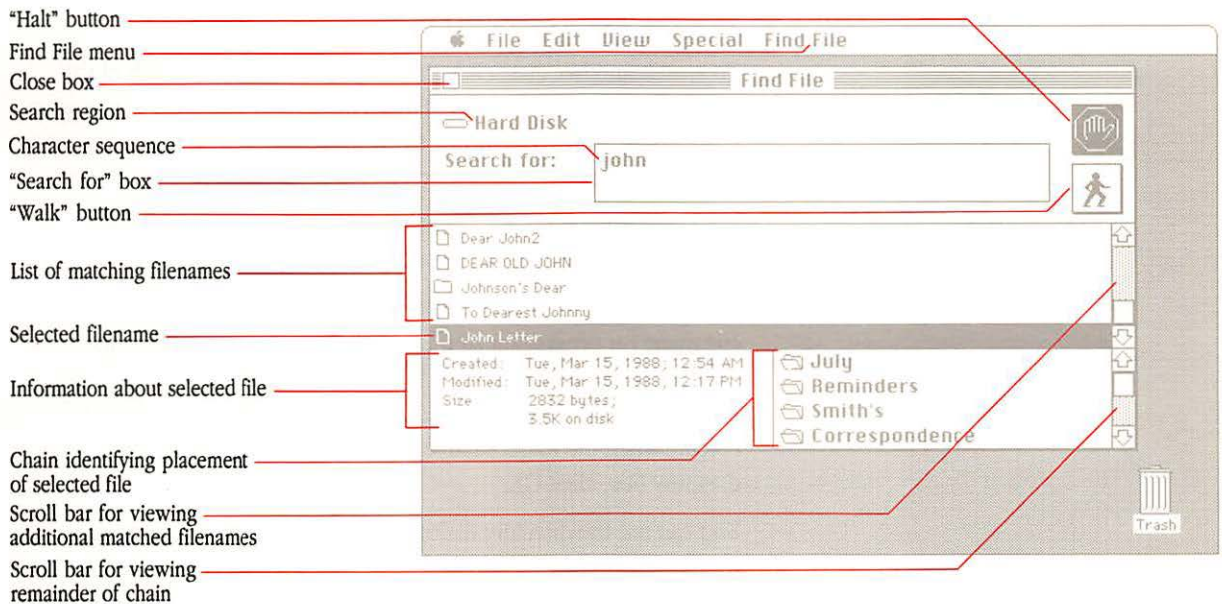 “Halt” button
Find File menu
Close box
Search region
Character sequence
“Search for” box
“Walk” button
List of matching filenames
Selected filename
Information about selected file
Chain identifying placement
of selected file
Scroll bar for viewing
additional matched filenames
Scroll bar for viewing
remainder of chain
File Edit View Special Find File
Find File
Hard Disk
Search for: john
Dear John2
DEAR OLD JOHN
Johnson's Dear
To Dearest Johnny
John Letter
Created: Tue, Mar 15, 1988; 12:54 AM
Modified: Tue, Mar 15, 1988, 12:17 PM
Size 2832 bytes;
3.5K on disk
July
Reminders
Smith's
Correspondence
Trash